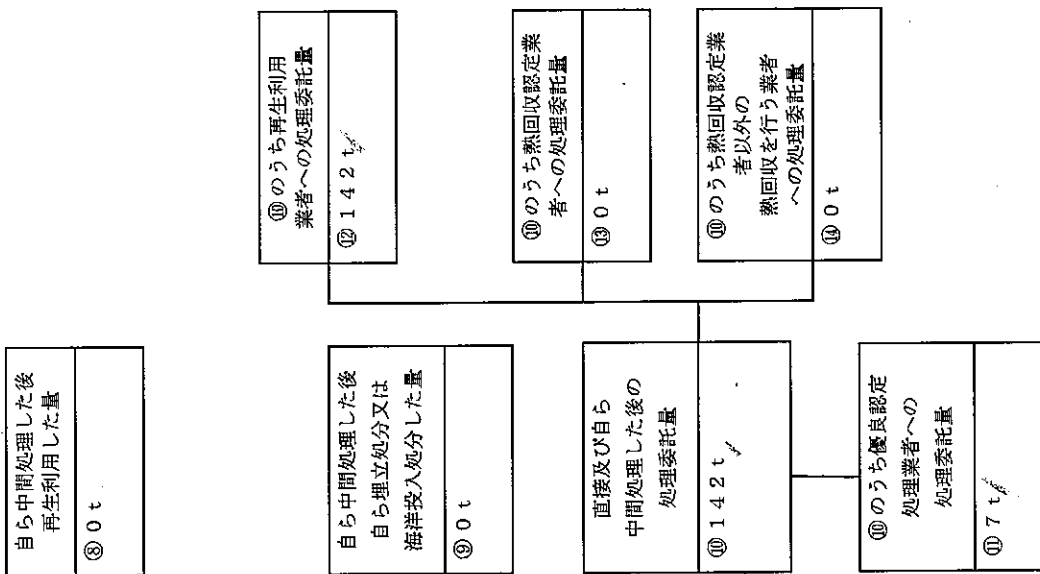 自ら中間処理した後
再生利用した量
⑧0t
自ら中間処理した後
自ら埋立処分又は
海洋投入処分した量
⑨0t
直接及び自ら
中間処理した後の
処理委託量
⑩142t
⑩のうち優良認定
処理業者への
処理委託量
⑪7t
⑩のうち再生利用
業者への処理委託量
⑫142t
⑩のうち熱回収認定業
者への処理委託量
⑬0t
⑩のうち熱回収認定業
者以外の
熱回収を行う業者
への処理委託量
⑭0t